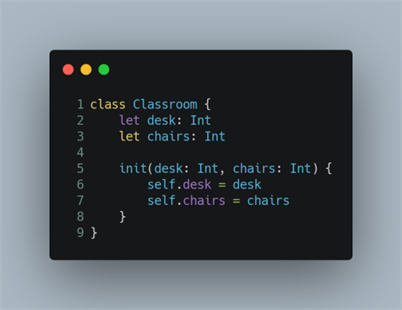 1 class Classroom {
2     let desk: Int
3     let chairs: Int
4
5     init(desk: Int, chairs: Int) {
6         self.desk = desk
7         self.chairs = chairs
8     }
9 }